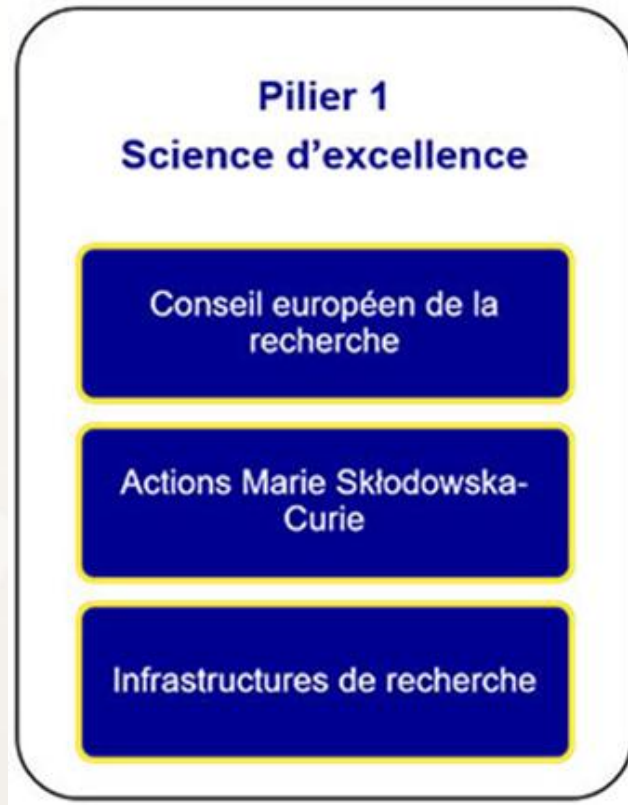 Pilier 1
Science d’excellence
Conseil européen de la
recherche
Actions Marie Skłodowska-
Curie
Infrastructures de recherche